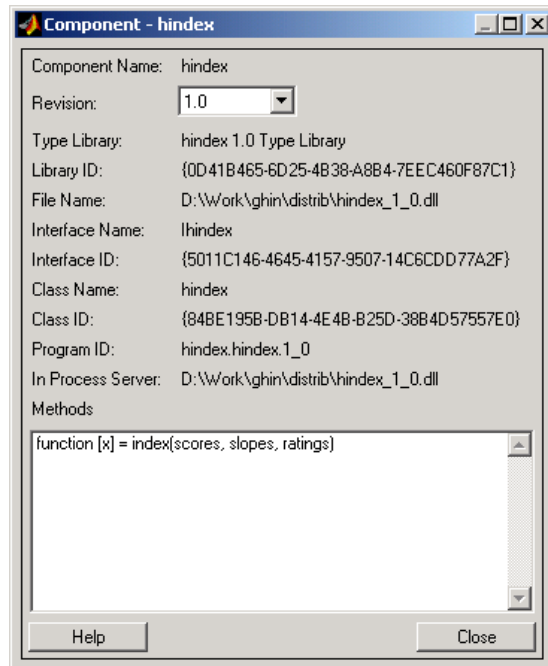 Component - hindex
Component Name: hindex
Revision: 1.0
Type Library: hindex 1.0 Type Library
Library ID: {0D41B465-6D25-4B38-A8B4-7EEC460F87C1}
File Name: D:\Work\ghin\distrib\hindex_1_0.dll
Interface Name: Ihindex
Interface ID: {5011C146-4645-4157-9507-14C6CDD77A2F}
Class Name: hindex
Class ID: {84BE195B-DB14-4E4B-B25D-38B4D57557E0}
Program ID: hindex.hindex.1_0
In Process Server: D:\Work\ghin\distrib\hindex_1_0.dll
Methods
function [x] = index(scores, slopes, ratings)
Help Close